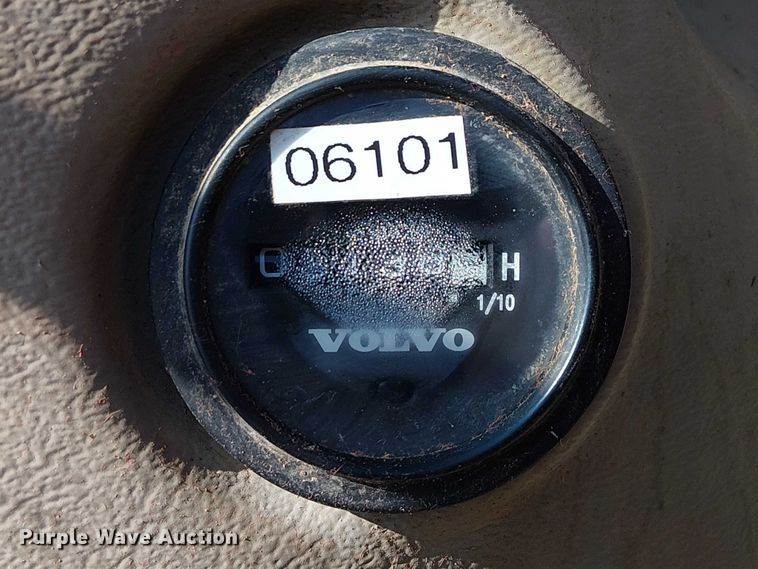 06101
H
1/10
VOLVO
Purple Wave Auction